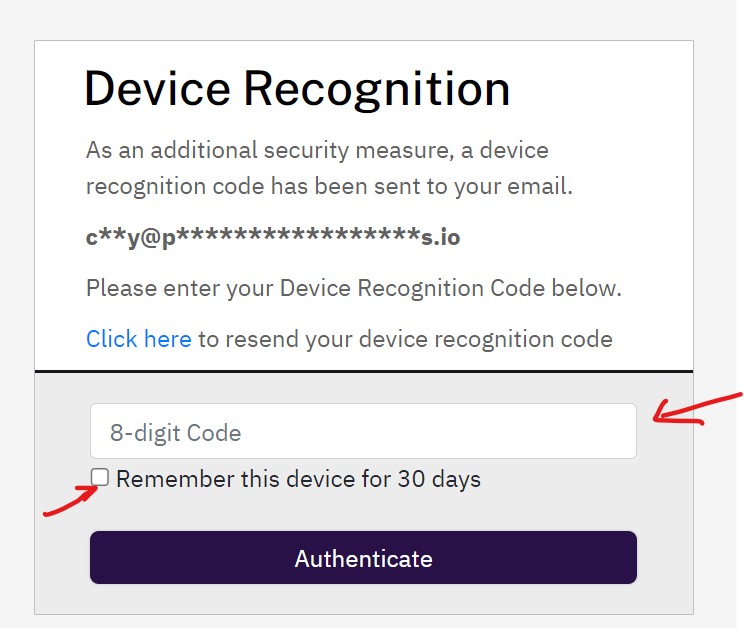 Device Recognition
As an additional security measure, a device
recognition code has been sent to your email.
c**y@p*****************s.io
Please enter your Device Recognition Code below.
Click here to resend your device recognition code
8-digit Code
Remember this device for 30 days
Authenticate